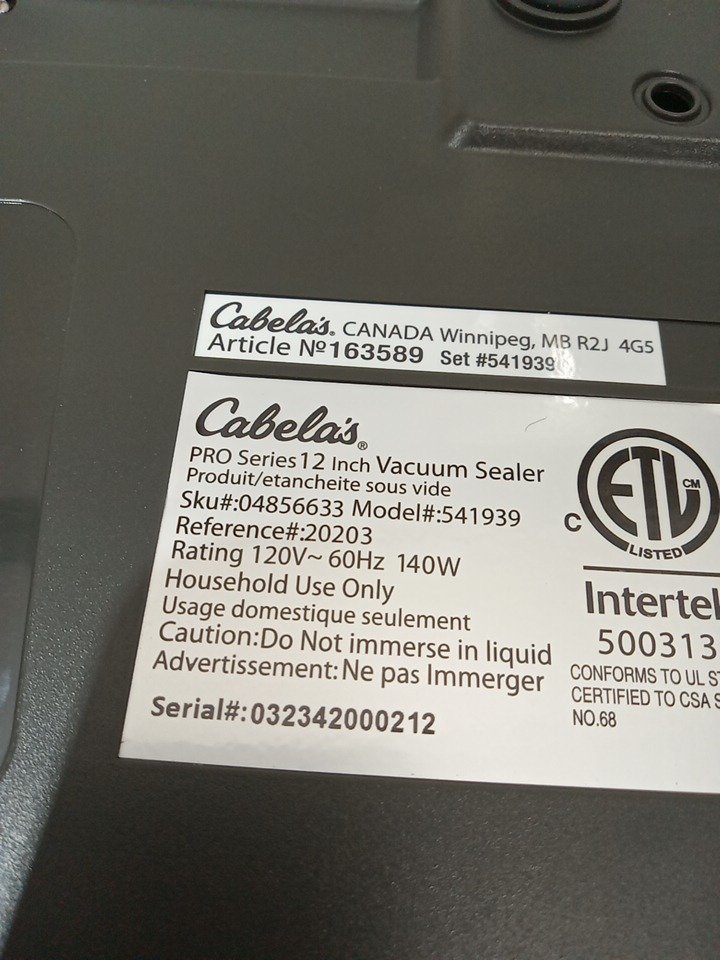 Cabela's. CANADA Winnipeg, MB R2J 4G5
Article Nº163589 Set #541939
Cabela's®
PRO Series 12 Inch Vacuum Sealer
Produit/etancheite sous vide
Sku#:04856633 Model#:541939
Reference#:20203
Rating 120V~ 60Hz 140W
Household Use Only
Usage domestique seulement
Caution:Do Not immerse in liquid
Advertissement:Ne pas Immerger
Serial#:032342000212
ETL CM
C
LISTED
Intertek
500313
CONFORMS TO UL
CERTIFIED TO CSA
NO.68